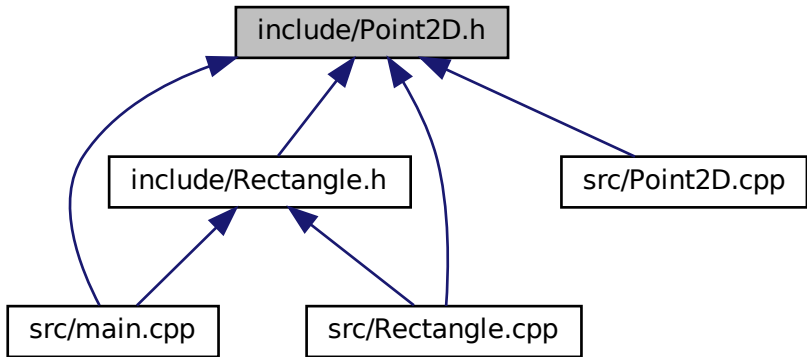 include/Point2D.h
include/Rectangle.h
src/Point2D.cpp
src/main.cpp
src/Rectangle.cpp